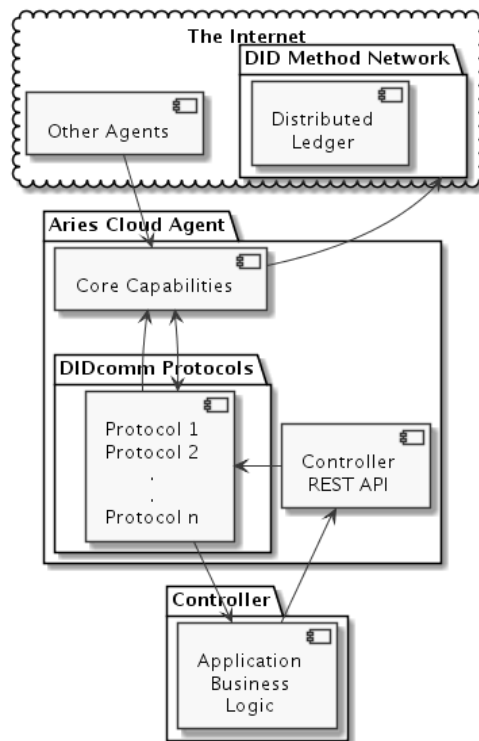 The Internet
DID Method Network
Other Agents
Distributed
Ledger
Aries Cloud Agent
Core Capabilities
DIDcomm Protocols
Protocol 1
Protocol 2
.
.
Protocol n
Controller
REST API
Controller
Application
Business
Logic